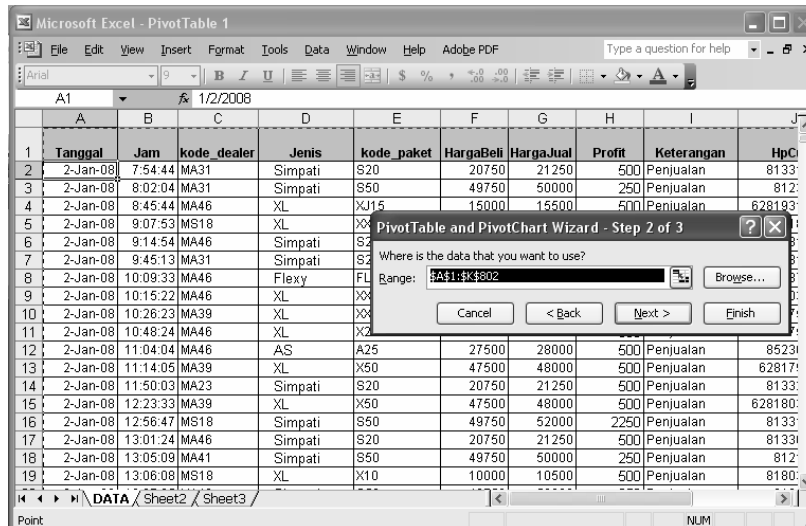 Microsoft Excel - PivotTable 1
File Edit View Insert Format Tools Data Window Help Adobe PDF Type a question for help
Arial 9 B I U $ %
A1 fx 1/2/2008
A B C D E F G H I J
1 Tanggal Jam kode_dealer Jenis kode_paket HargaBeli HargaJual Profit Keterangan
2 2-Jan-08 7:54:44 MA31 Simpati S20 20750 21250 500 Penjualan
3 2-Jan-08 8:02:04 MA31 Simpati S50 49750 50000 250 Penjualan
4 2-Jan-08 8:45:44 MA46 XL XJ15 15000 15500 500 Penjualan
5 2-Jan-08 9:07:53 MS18 XL
6 2-Jan-08 9:14:54 MA46 Simpati
7 2-Jan-08 9:45:13 MA31 Simpati
8 2-Jan-08 10:09:33 MA46 Flexy
9 2-Jan-08 10:15:22 MA46 XL
10 2-Jan-08 10:26:23 MA39 XL
11 2-Jan-08 10:48:24 MA46 XL
PivotTable and PivotChart Wizard - Step 2 of 3
Where is the data that you want to use?
Range: $A$1:$K$802 Browse...
Cancel < Back Next > Finish
12 2-Jan-08 11:04:04 MA46 AS A25 27500 28000 500 Penjualan
13 2-Jan-08 11:14:05 MA39 XL X50 47500 48000 500 Penjualan
14 2-Jan-08 11:50:03 MA23 Simpati S20 20750 21250 500 Penjualan
15 2-Jan-08 12:23:33 MA39 XL X50 47500 48000 500 Penjualan
16 2-Jan-08 12:56:47 MS18 Simpati S50 49750 52000 2250 Penjualan
17 2-Jan-08 13:01:24 MA46 Simpati S20 20750 21250 500 Penjualan
18 2-Jan-08 13:05:09 MA41 Simpati S50 49750 50000 250 Penjualan
19 2-Jan-08 13:06:08 MS18 XL X10 10000 10500 500 Penjualan
DATA Sheet2 Sheet3
Point NUM